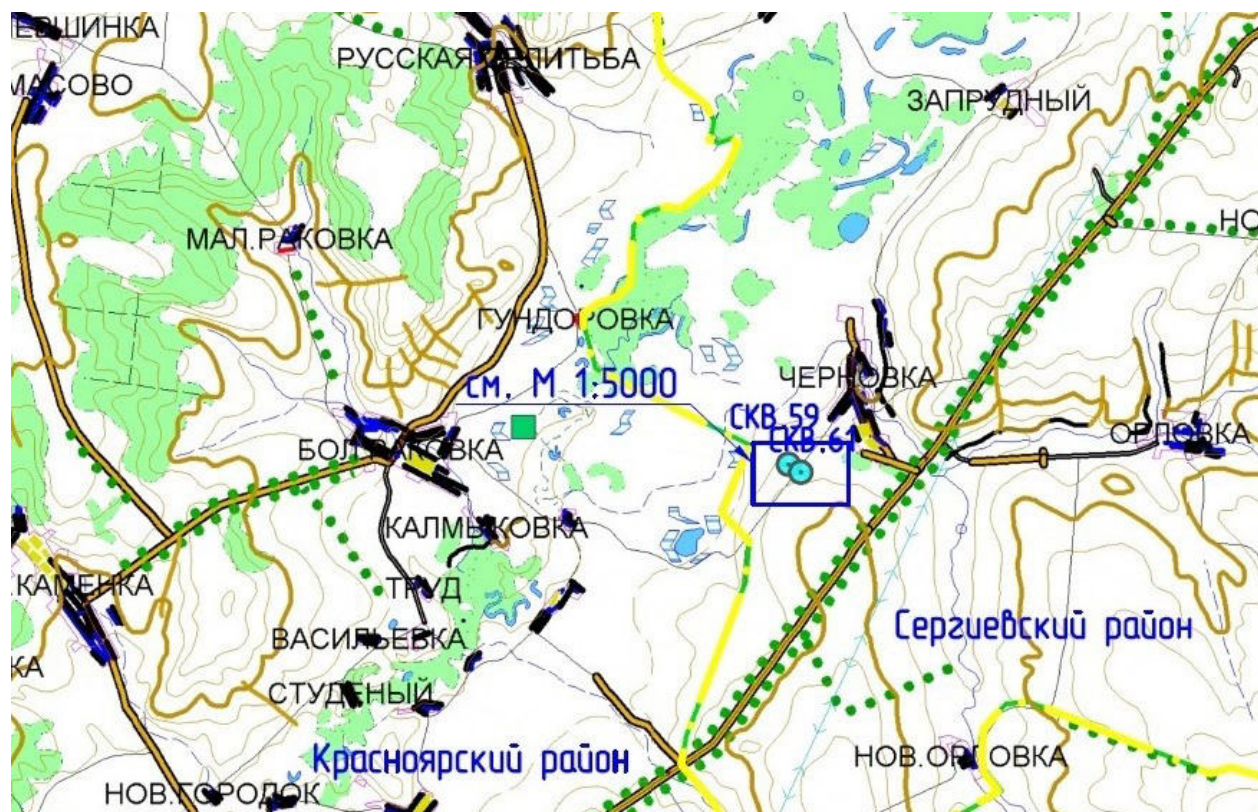 ЕВШИНКА
РУССКАЯ СЕЛИТЬБА
МАСОВО
ЗАПРУДНЫЙ
НО
МАЛ.РАКОВКА
ГУНДОРОВКА
см. М 1:5000
ЧЕРНОВКА
СКВ.59
СКВ.61
БОЛ.РАКОВКА
ОРЛОВКА
КАЛМЫКОВКА
.КАМЕНКА
ТРУД
ВАСИЛЬЕВКА
Сергиевский район
КА
СТУДЕНЫЙ
Красноярский район
НОВ.ОРЛОВКА
НОВ.ГОРОДОК